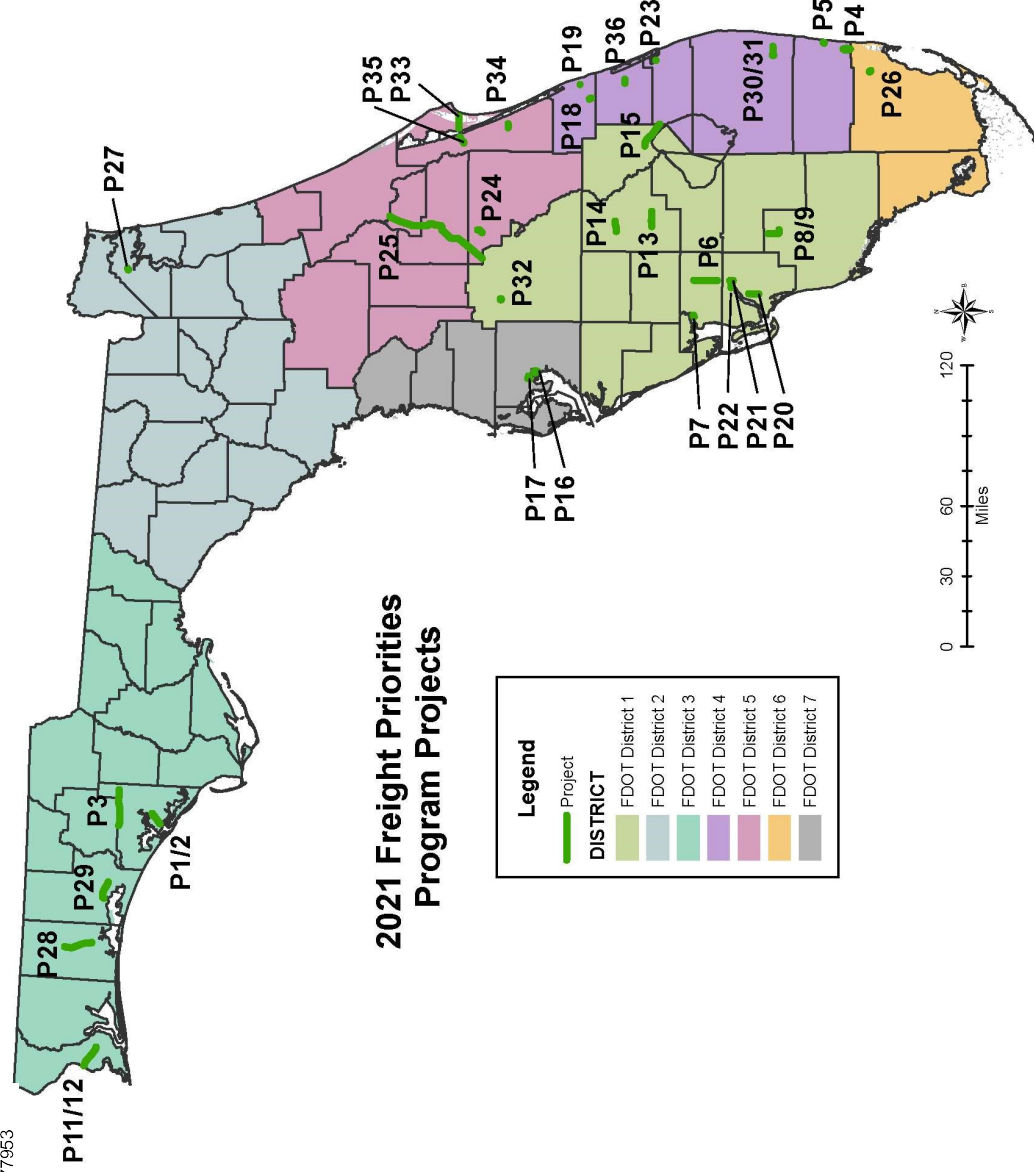 77953
P11/12
P28
P29
P3
P1/2
P27
P35
P33
P34
P19
P36
P23
P5
P4
P18
P30/31
P26
P15
P25
P24
P14
P13
P6
P8/9
P32
P17
P16
P7
P22
P21
P20
2021 Freight Priorities
Program Projects
Legend
Project
DISTRICT
FDOT District 1
FDOT District 2
FDOT District 3
FDOT District 4
FDOT District 5
FDOT District 6
FDOT District 7
0 30 60 120
Miles
N
E
S
W